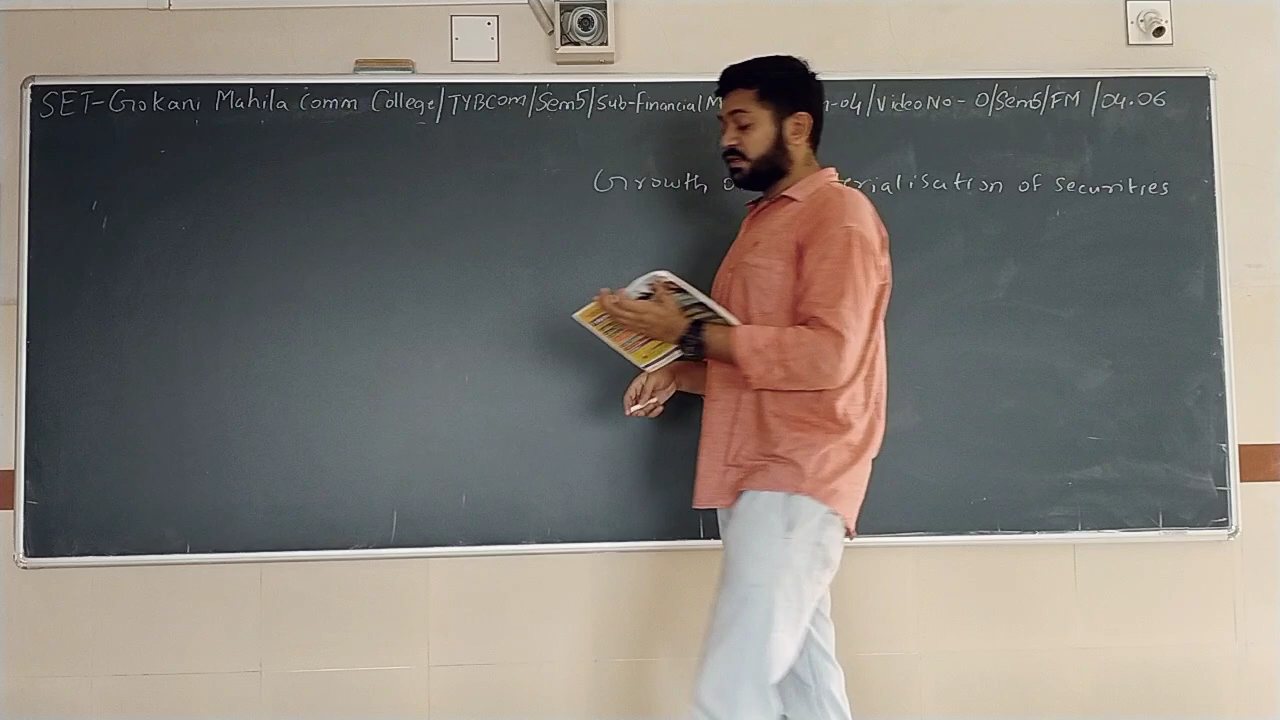 SET-Gokani Mahila Comm College/TYBCOM/Sem5/Sub-Financial M -04/Video No - 0/Sem5/FM /04.06
Growth erialisation of securities